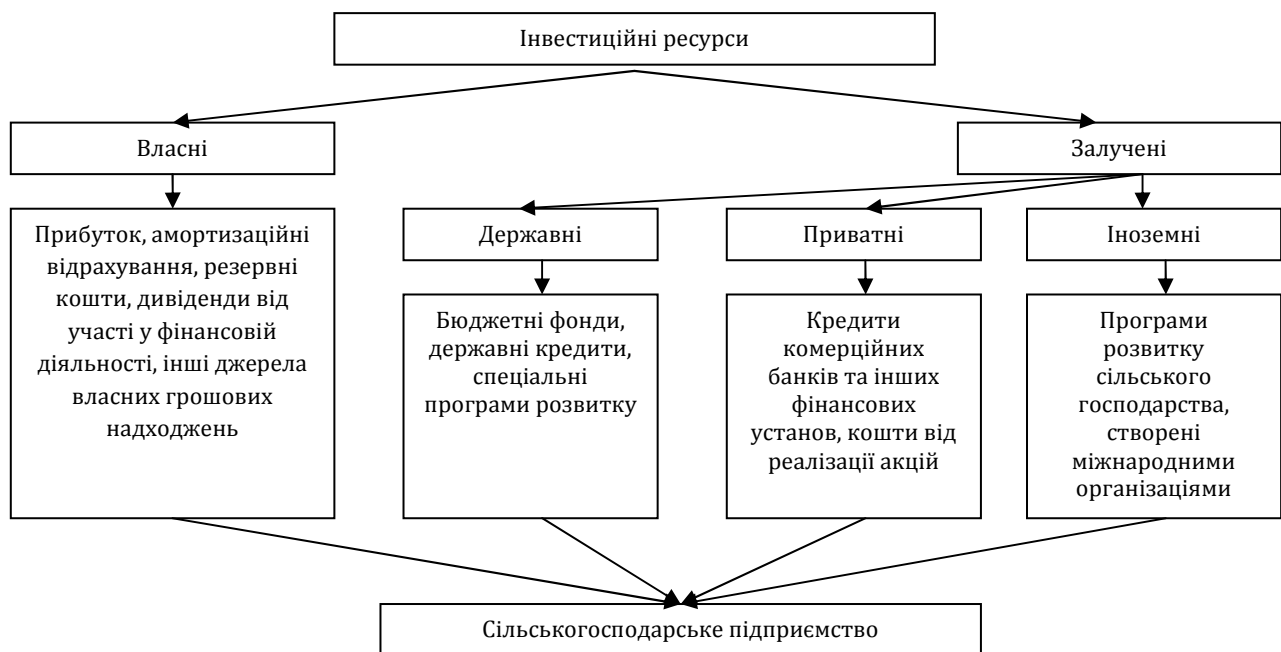 Інвестиційні ресурси
Власні
Залучені
Прибуток, амортизаційні
відрахування, резервні
кошти, дивіденди від
участі у фінансовій
діяльності, інші джерела
власних грошових
надходжень
Державні
Приватні
Іноземні
Бюджетні фонди,
державні кредити,
спеціальні
програми розвитку
Кредити
комерційних
банків та інших
фінансових
установ, кошти від
реалізації акцій
Програми
розвитку
сільського
господарства,
створені
міжнародними
організаціями
Сільськогосподарське підприємство